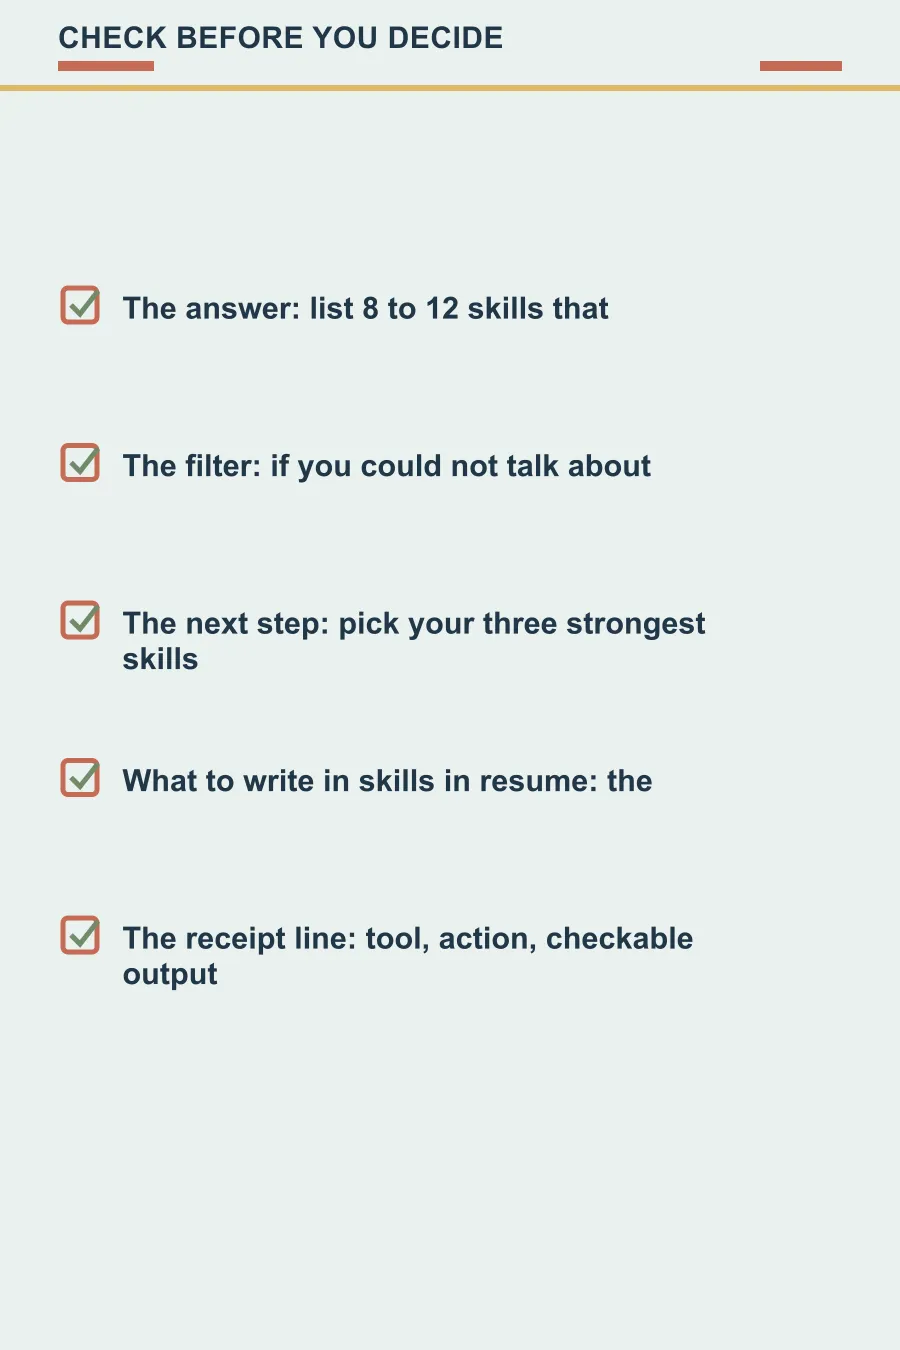 CHECK BEFORE YOU DECIDE
The answer: list 8 to 12 skills that
The filter: if you could not talk about
The next step: pick your three strongest
skills
What to write in skills in resume: the
The receipt line: tool, action, checkable
output